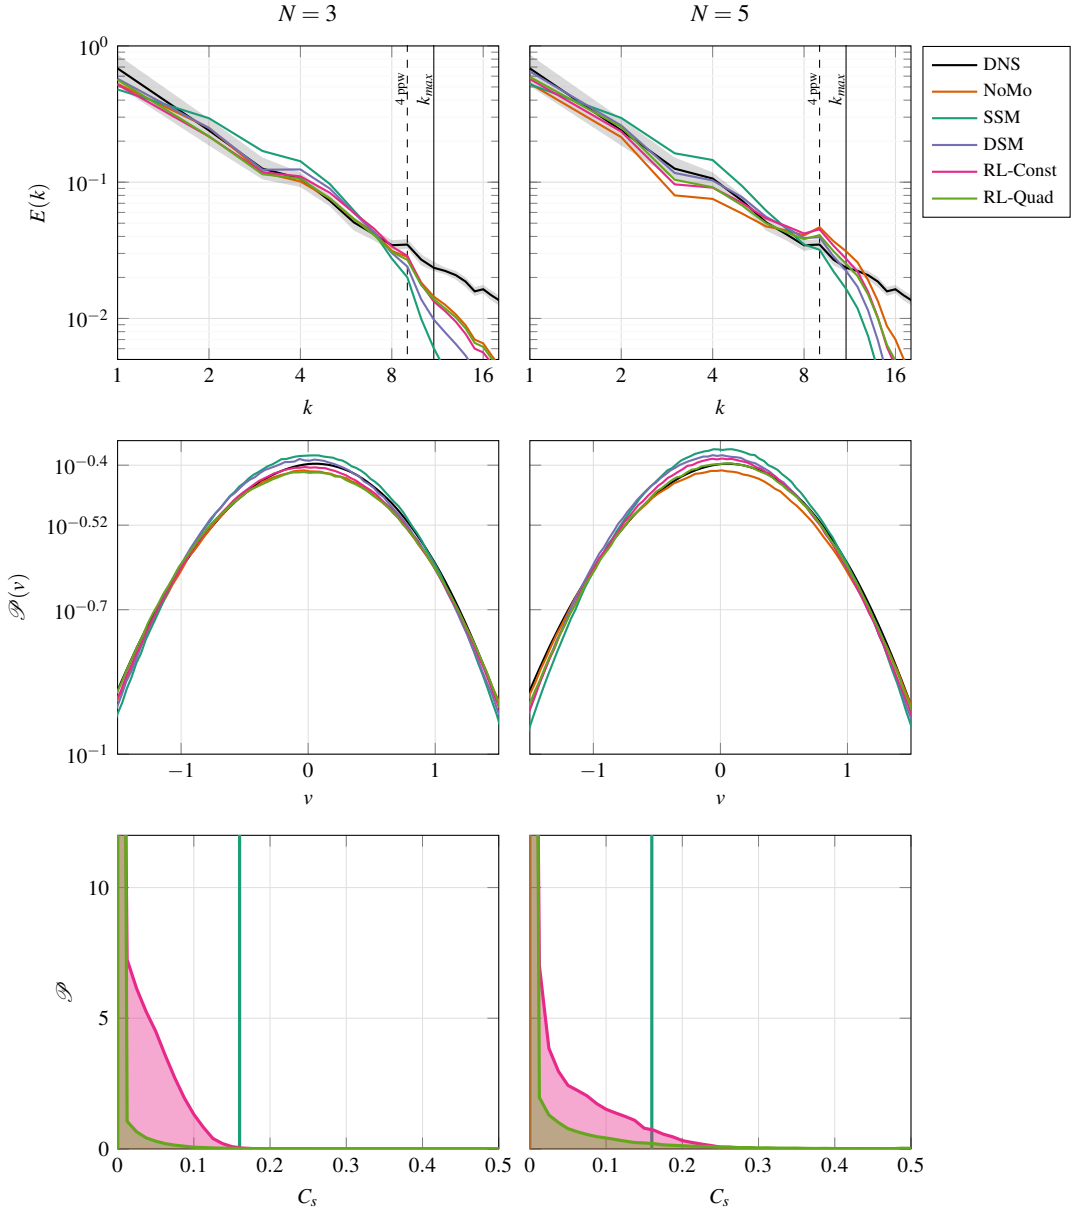 N = 3
N = 5
10^0
10^−1
10^−2
E(k)
4 ppw
k_max
1 2 4 8 16
k
4 ppw
k_max
1 2 4 8 16
k
DNS
NoMo
SSM
DSM
RL-Const
RL-Quad
10^−0.4
10^−0.52
10^−0.7
10^−1
𝒫(v)
−1 0 1
v
−1 0 1
v
10
5
0
𝒫
0 0.1 0.2 0.3 0.4 0.5
C_s
0 0.1 0.2 0.3 0.4 0.5
C_s